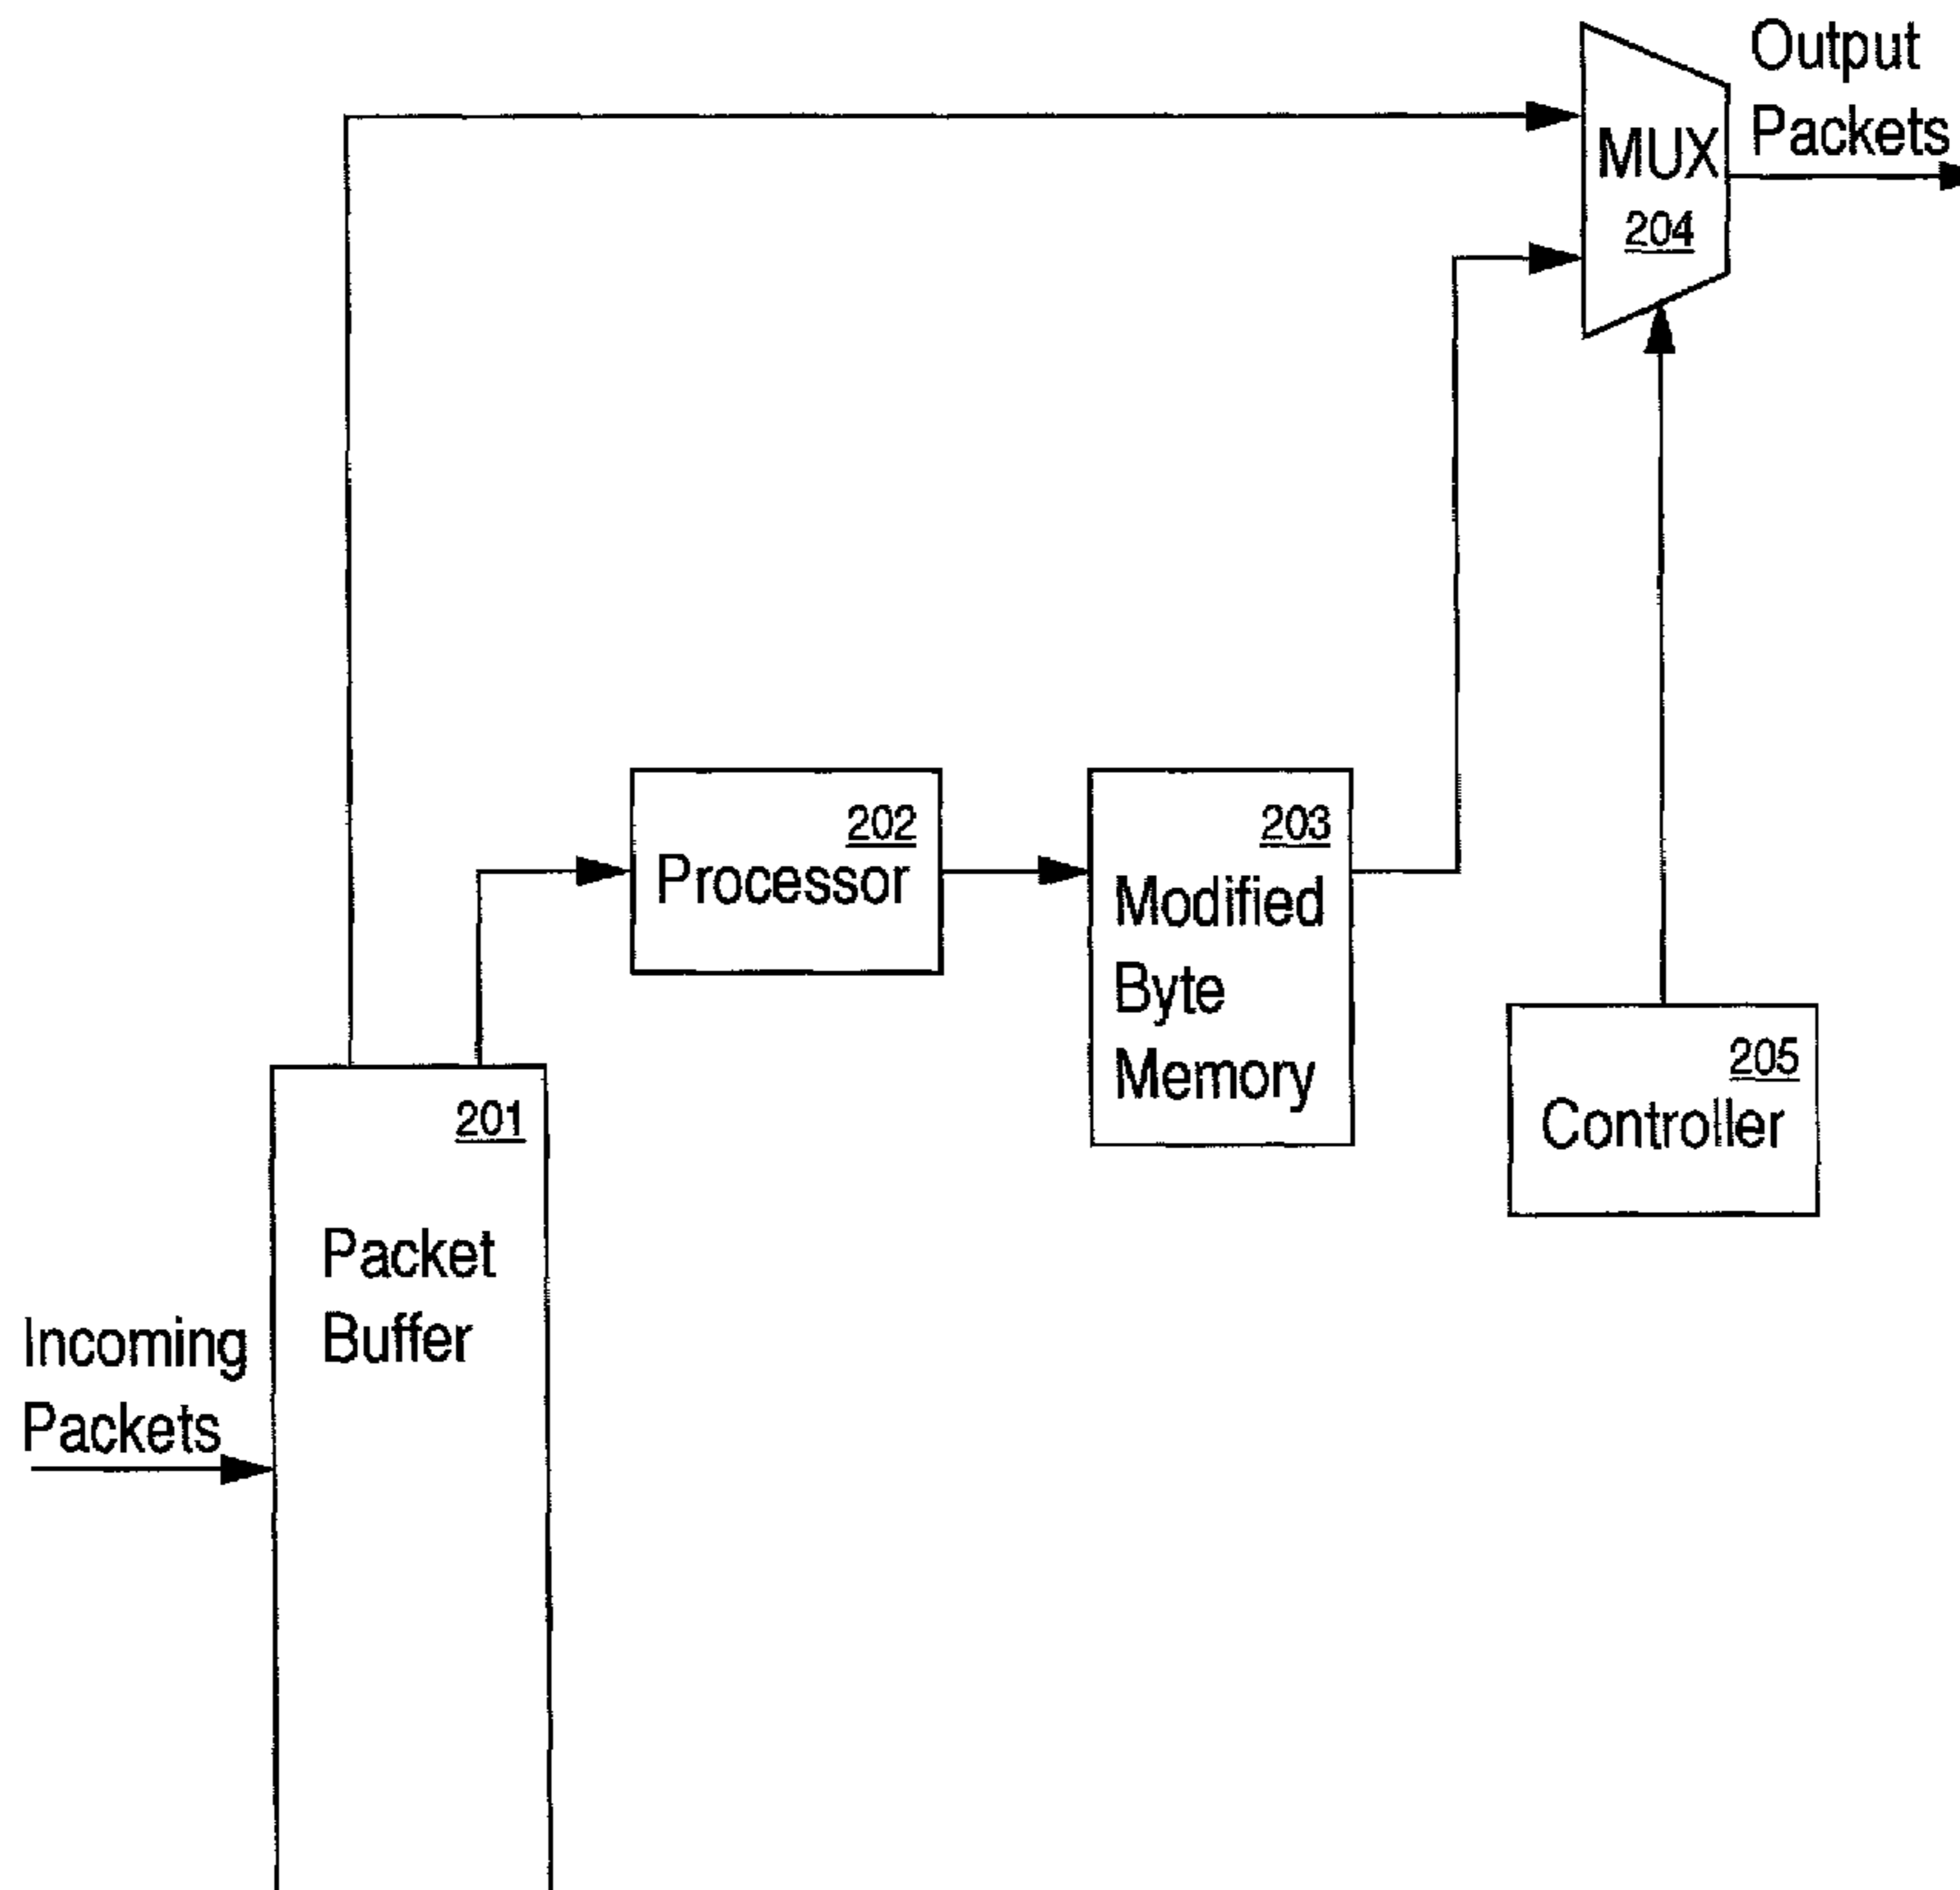 Output
Packets
MUX
204
202
Processor
203
Modified
Byte
Memory
205
Controller
201
Packet
Buffer
Incoming
Packets